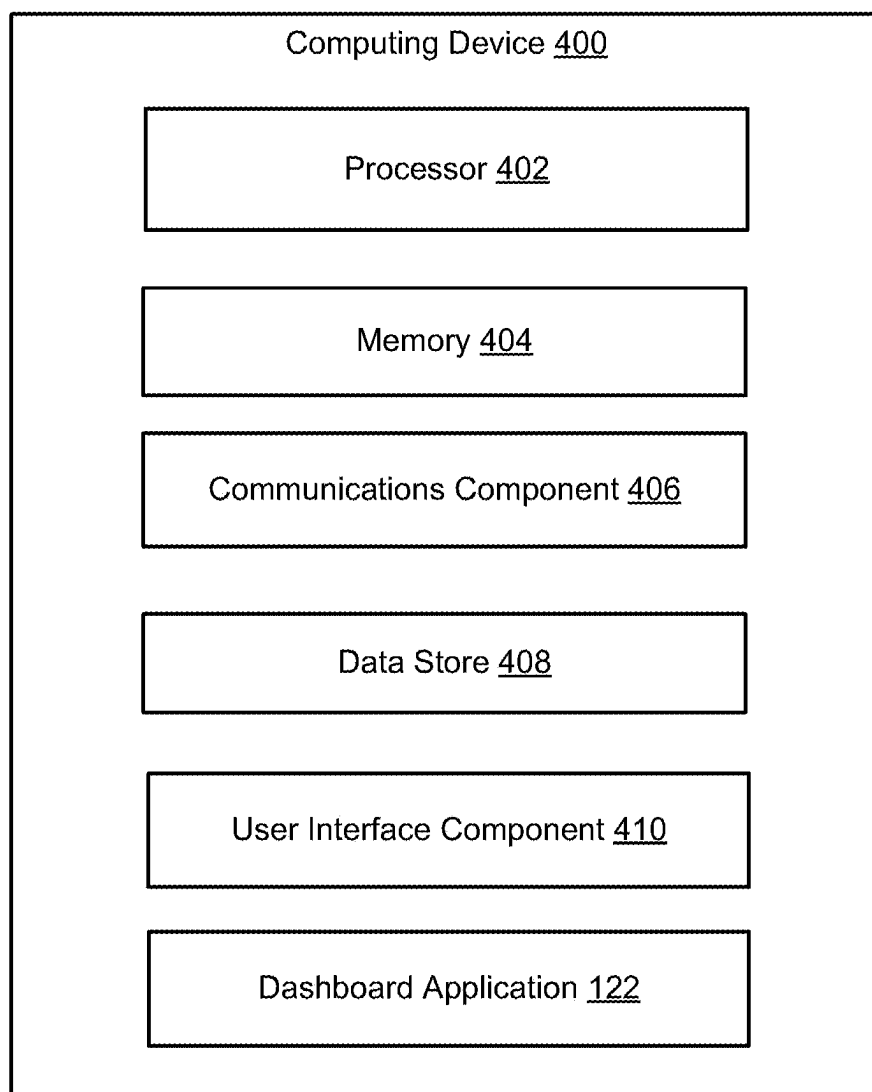 Computing Device 400
Processor 402
Memory 404
Communications Component 406
Data Store 408
User Interface Component 410
Dashboard Application 122